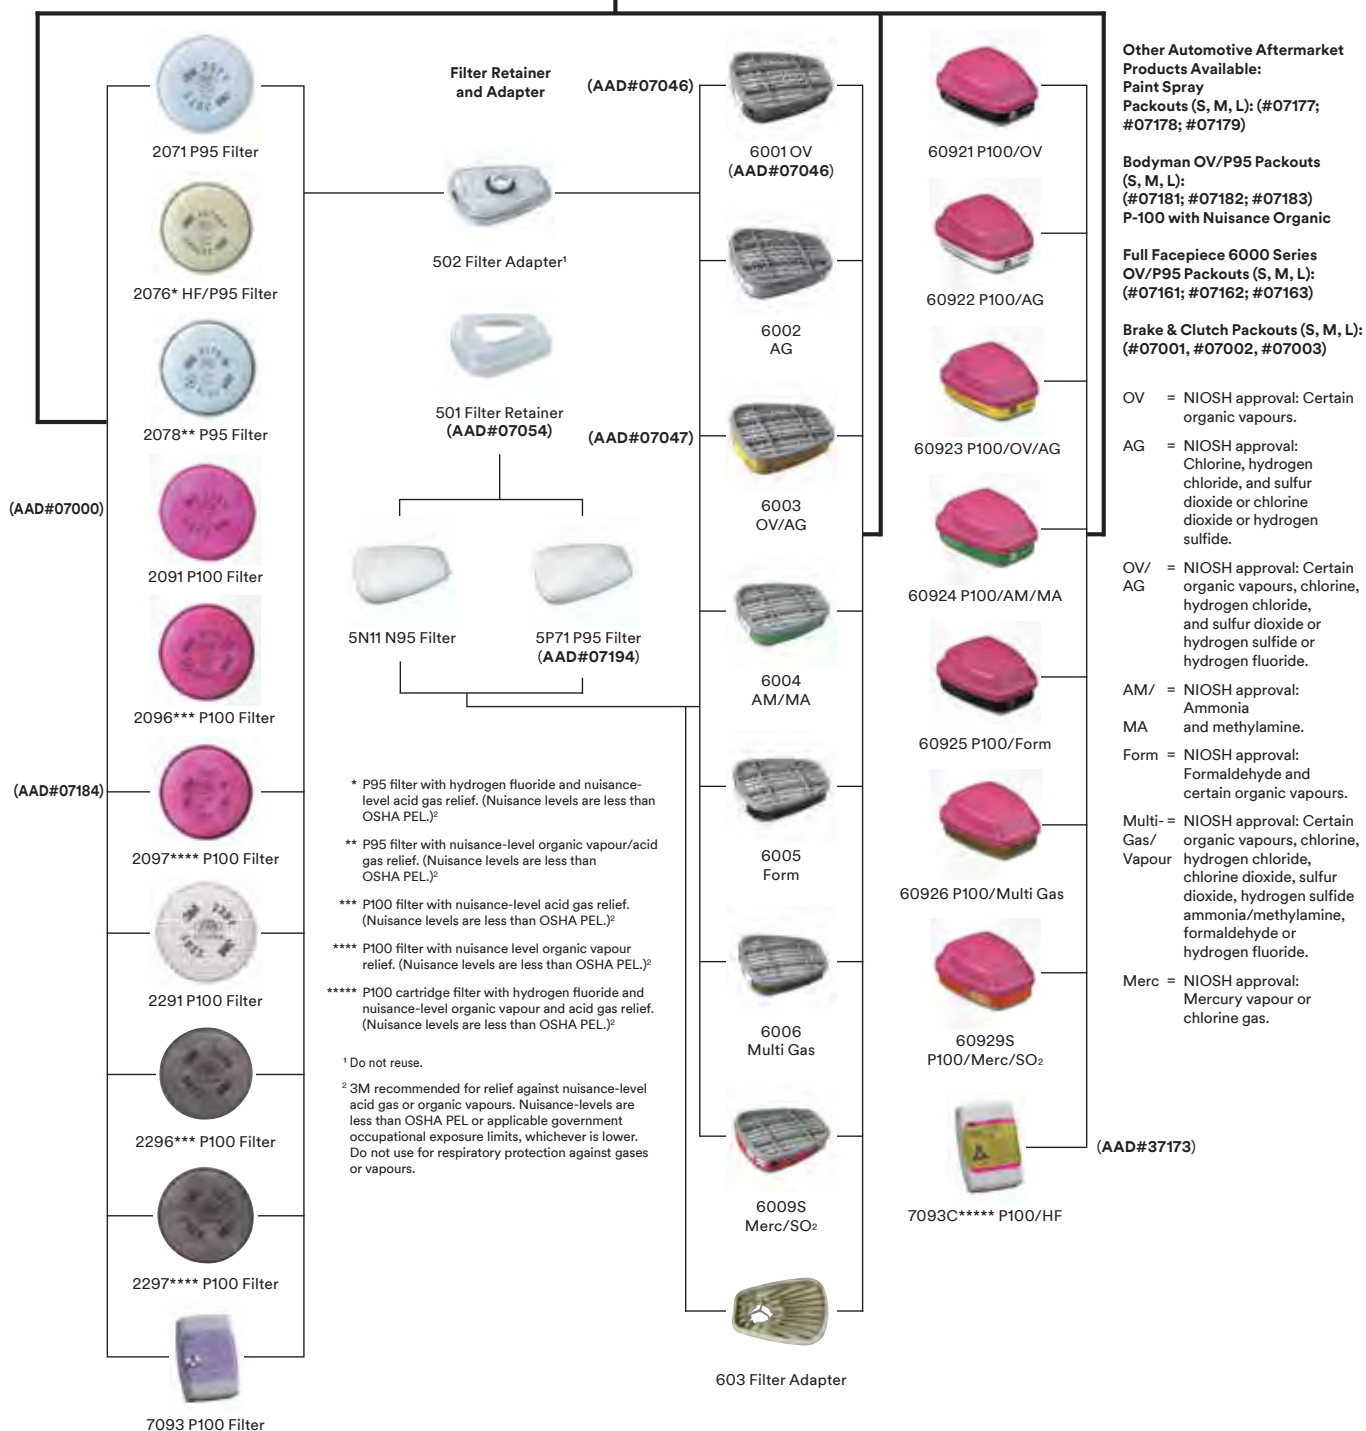 2071 P95 Filter
2076* HF/P95 Filter
2078** P95 Filter
(AAD#07000)
2091 P100 Filter
2096*** P100 Filter
(AAD#07184)
2097**** P100 Filter
2291 P100 Filter
2296*** P100 Filter
2297**** P100 Filter
7093 P100 Filter
Filter Retainer
and Adapter
502 Filter Adapter¹
501 Filter Retainer
(AAD#07054)
5N11 N95 Filter
5P71 P95 Filter
(AAD#07194)
* P95 filter with hydrogen fluoride and nuisance-
level acid gas relief. (Nuisance levels are less than
OSHA PEL.)²
** P95 filter with nuisance-level organic vapour/acid
gas relief. (Nuisance levels are less than
OSHA PEL.)²
*** P100 filter with nuisance-level acid gas relief.
(Nuisance levels are less than OSHA PEL.)²
**** P100 filter with nuisance level organic vapour
relief. (Nuisance levels are less than OSHA PEL.)²
***** P100 cartridge filter with hydrogen fluoride and
nuisance-level organic vapour and acid gas relief.
(Nuisance levels are less than OSHA PEL.)²
¹ Do not reuse.
² 3M recommended for relief against nuisance-level
acid gas or organic vapours. Nuisance-levels are
less than OSHA PEL or applicable government
occupational exposure limits, whichever is lower.
Do not use for respiratory protection against gases
or vapours.
(AAD#07046)
6001 OV
(AAD#07046)
6002
AG
(AAD#07047)
6003
OV/AG
6004
AM/MA
6005
Form
6006
Multi Gas
6009S
Merc/SO₂
603 Filter Adapter
60921 P100/OV
60922 P100/AG
60923 P100/OV/AG
60924 P100/AM/MA
60925 P100/Form
60926 P100/Multi Gas
60929S
P100/Merc/SO₂
(AAD#37173)
7093C***** P100/HF
Other Automotive Aftermarket
Products Available:
Paint Spray
Packouts (S, M, L): (#07177;
#07178; #07179)
Bodyman OV/P95 Packouts
(S, M, L):
(#07181; #07182; #07183)
P-100 with Nuisance Organic
Full Facepiece 6000 Series
OV/P95 Packouts (S, M, L):
(#07161; #07162; #07163)
Brake & Clutch Packouts (S, M, L):
(#07001, #07002, #07003)
OV = NIOSH approval: Certain
organic vapours.
AG = NIOSH approval:
Chlorine, hydrogen
chloride, and sulfur
dioxide or chlorine
dioxide or hydrogen
sulfide.
OV/ = NIOSH approval: Certain
AG organic vapours, chlorine,
hydrogen chloride,
and sulfur dioxide or
hydrogen sulfide or
hydrogen fluoride.
AM/ = NIOSH approval:
Ammonia
MA and methylamine.
Form = NIOSH approval:
Formaldehyde and
certain organic vapours.
Multi- = NIOSH approval: Certain
Gas/ organic vapours, chlorine,
Vapour hydrogen chloride,
chlorine dioxide, sulfur
dioxide, hydrogen sulfide
ammonia/methylamine,
formaldehyde or
hydrogen fluoride.
Merc = NIOSH approval:
Mercury vapour or
chlorine gas.